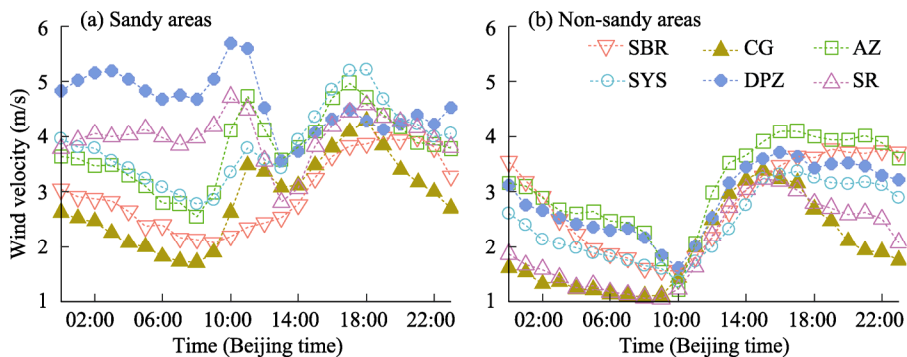 (a) Sandy areas
6
5
4
3
2
1
Wind velocity (m/s)
02:00 06:00 10:00 14:00 18:00 22:00
Time (Beijing time)
(b) Non-sandy areas
SBR CG AZ
SYS DPZ SR
6
5
4
3
2
1
02:00 06:00 10:00 14:00 18:00 22:00
Time (Beijing time)